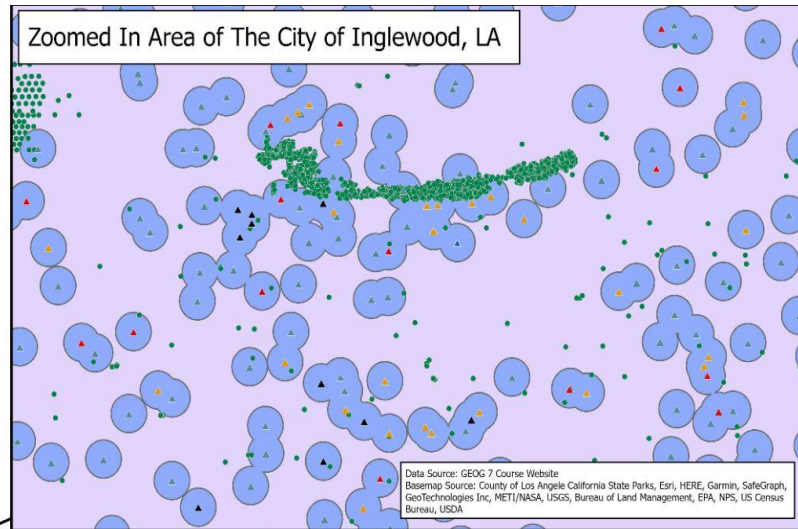 Zoomed In Area of The City of Inglewood, LA
Data Source: GEOG 7 Course Website
Basemap Source: County of Los Angele California State Parks, Esri, HERE, Garmin, SafeGraph,
GeoTechnologies Inc, METI/NASA, USGS, Bureau of Land Management, EPA, NPS, US Census
Bureau, USDA